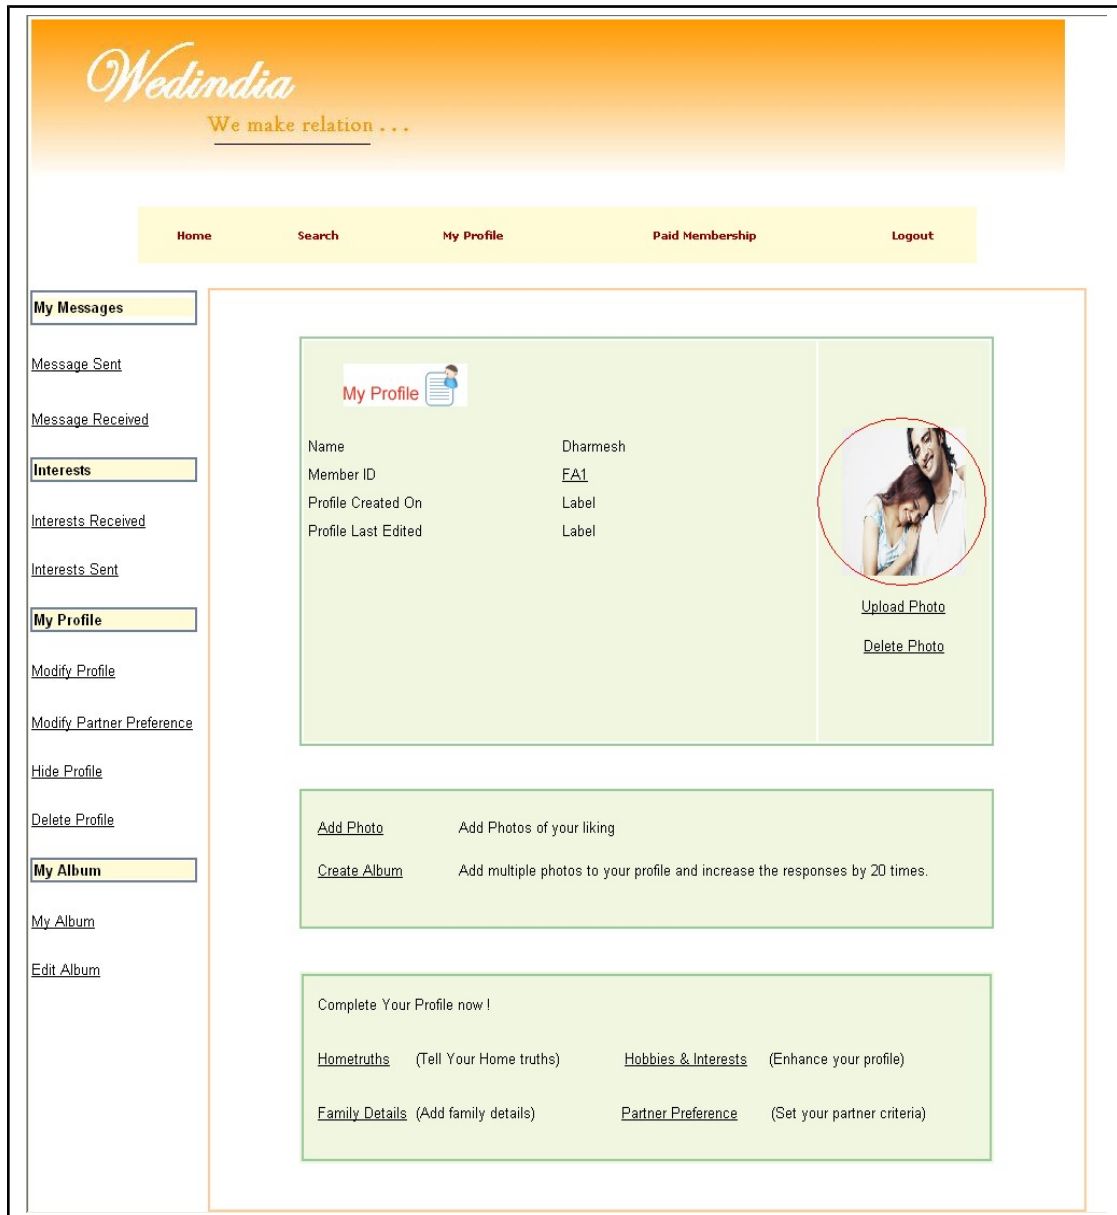 Wedindia
We make relation . . .
Home Search My Profile Paid Membership Logout
My Messages
Message Sent
Message Received
Interests
Interests Received
Interests Sent
My Profile
Modify Profile
Modify Partner Preference
Hide Profile
Delete Profile
My Album
My Album
Edit Album
My Profile
Name Dharmesh
Member ID FA1
Profile Created On Label
Profile Last Edited Label
Upload Photo
Delete Photo
Add Photo Add Photos of your liking
Create Album Add multiple photos to your profile and increase the responses by 20 times.
Complete Your Profile now !
Hometruths (Tell Your Home truths) Hobbies & Interests (Enhance your profile)
Family Details (Add family details) Partner Preference (Set your partner criteria)